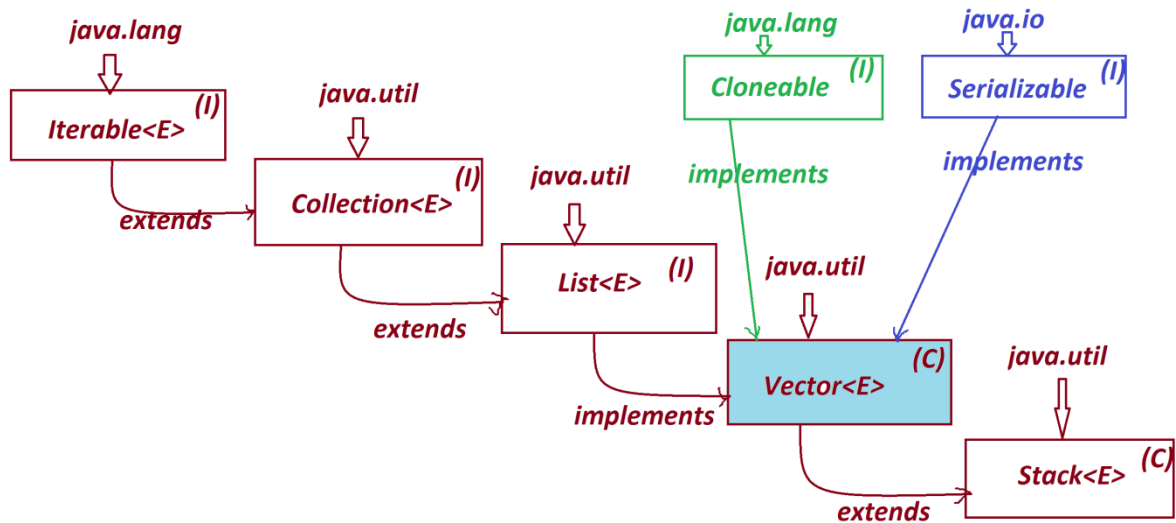 java.lang
(I)
Iterable<E>
extends
java.util
(I)
Collection<E>
extends
java.util
(I)
List<E>
implements
java.lang
(I)
Cloneable
implements
java.io
(I)
Serializable
implements
java.util
(C)
Vector<E>
extends
java.util
(C)
Stack<E>